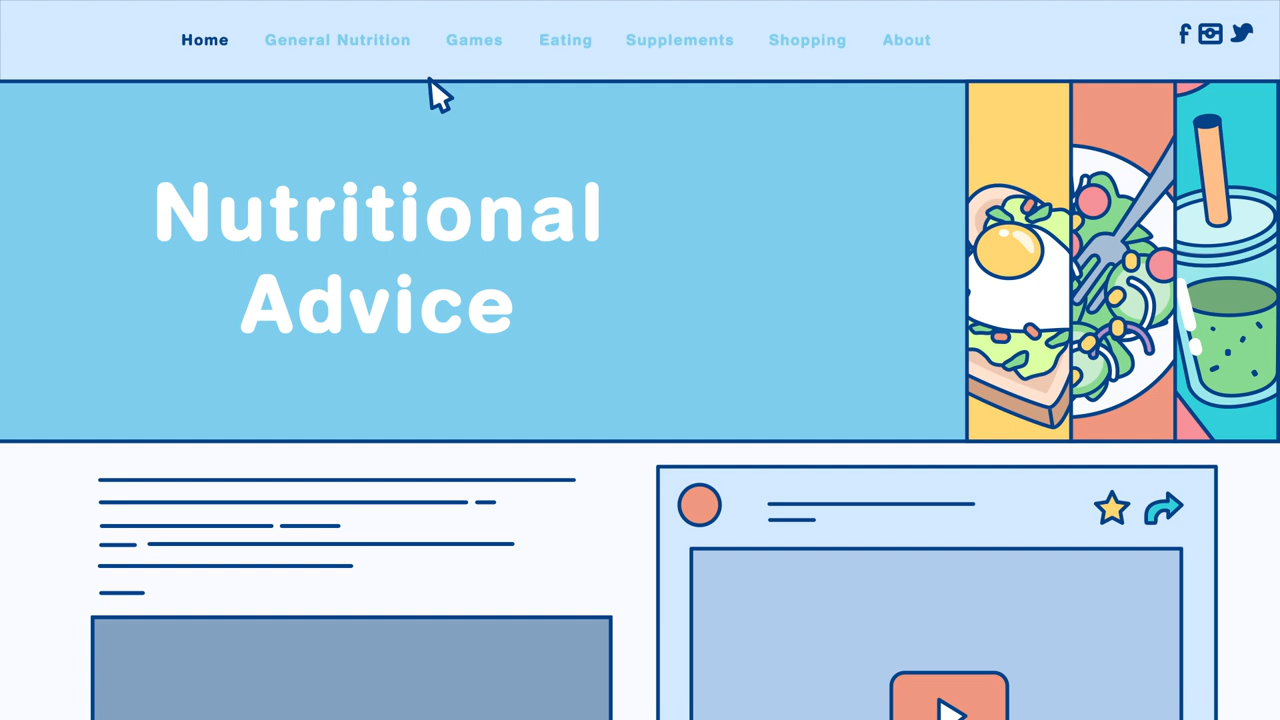 Home General Nutrition Games Eating Supplements Shopping About
Nutritional
Advice